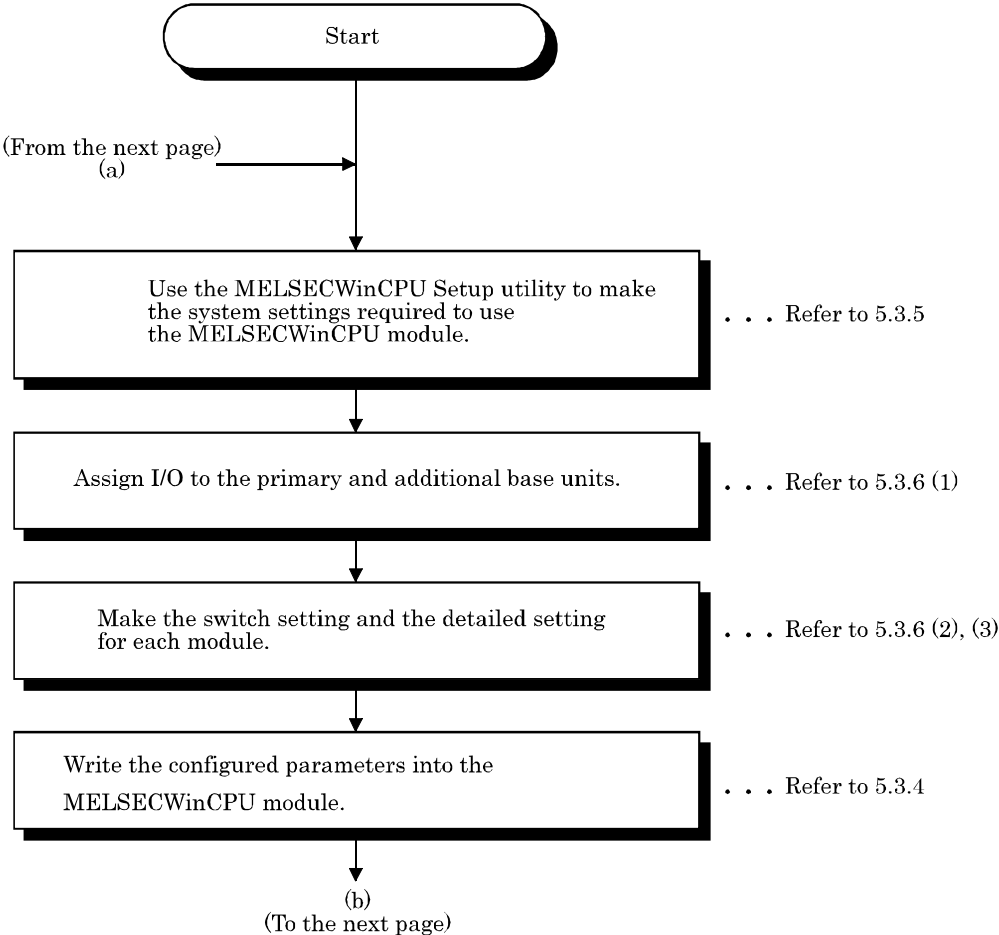 Start
(From the next page)
(a)
Use the MELSECWinCPU Setup utility to make
the system settings required to use
the MELSECWinCPU module.
. . . Refer to 5.3.5
Assign I/O to the primary and additional base units.
. . . Refer to 5.3.6 (1)
Make the switch setting and the detailed setting
for each module.
. . . Refer to 5.3.6 (2), (3)
Write the configured parameters into the
MELSECWinCPU module.
. . . Refer to 5.3.4
(b)
(To the next page)